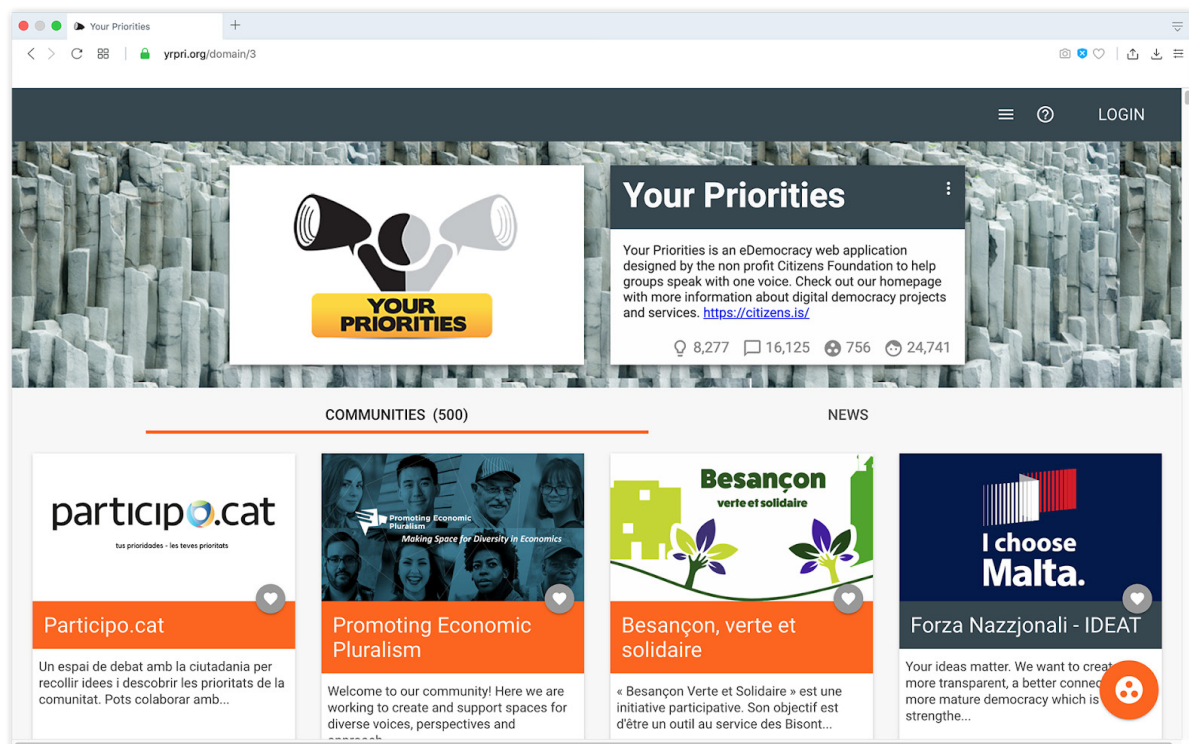 Your Priorities
yrpri.org/domain/3
LOGIN
YOUR
PRIORITIES
Your Priorities
Your Priorities is an eDemocracy web application
designed by the non profit Citizens Foundation to help
groups speak with one voice. Check out our homepage
with more information about digital democracy projects
and services. https://citizens.is/
8,277 16,125 756 24,741
COMMUNITIES (500)
NEWS
particip.cat
tus prioridades - les teves prioritats
Participo.cat
Un espai de debat amb la ciutadania per
recollir idees i descobrir les prioritats de la
comunitat. Pots colaborar amb...
Promoting Economic
Pluralism
Making Space for Diversity in Economics
Promoting Economic
Pluralism
Welcome to our community! Here we are
working to create and support spaces for
diverse voices, perspectives and
Besançon
verte et solidaire
Besançon, verte et
solidaire
« Besançon Verte et Solidaire » est une
initiative participative. Son objectif est
d'être un outil au service des Bisont...
I choose
Malta.
Forza Nazzjonali - IDEAT
Your ideas matter. We want to create
more transparent, a better connec
more mature democracy which is
strengthe...